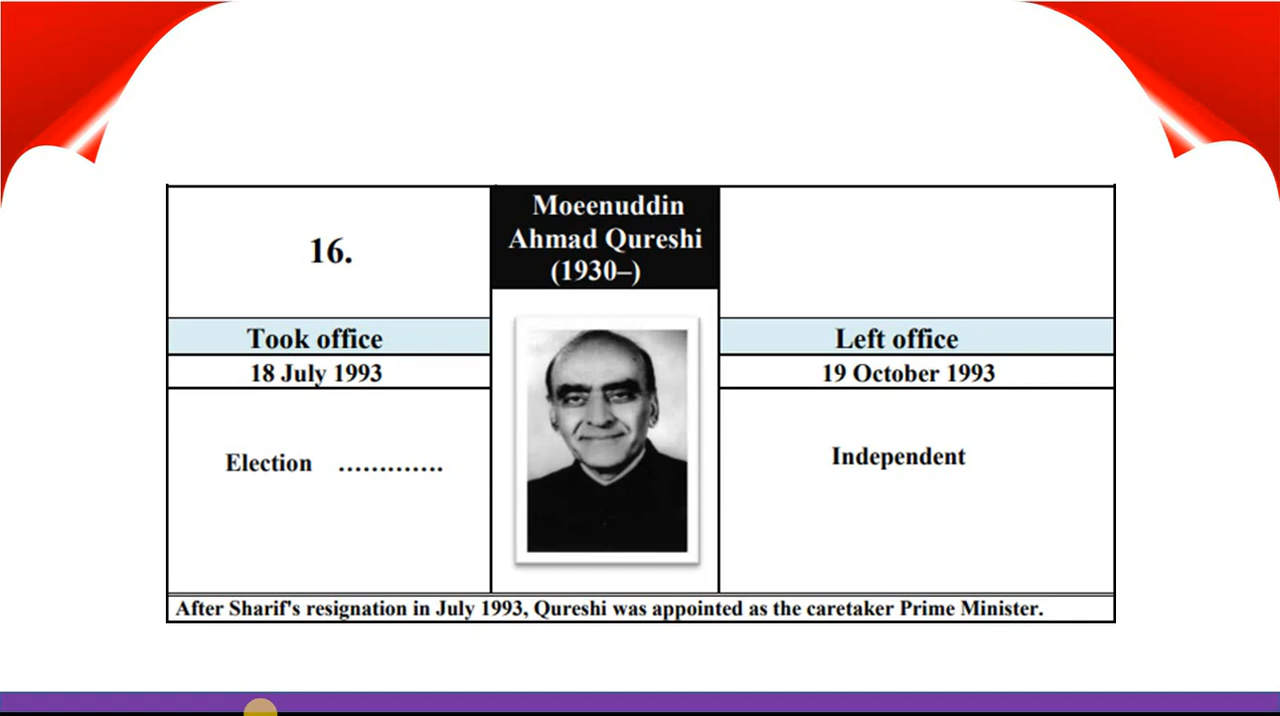 16.
Moeenuddin
Ahmad Qureshi
(1930–)
Took office
18 July 1993
Left office
19 October 1993
Election ………….
Independent
After Sharif's resignation in July 1993, Qureshi was appointed as the caretaker Prime Minister.